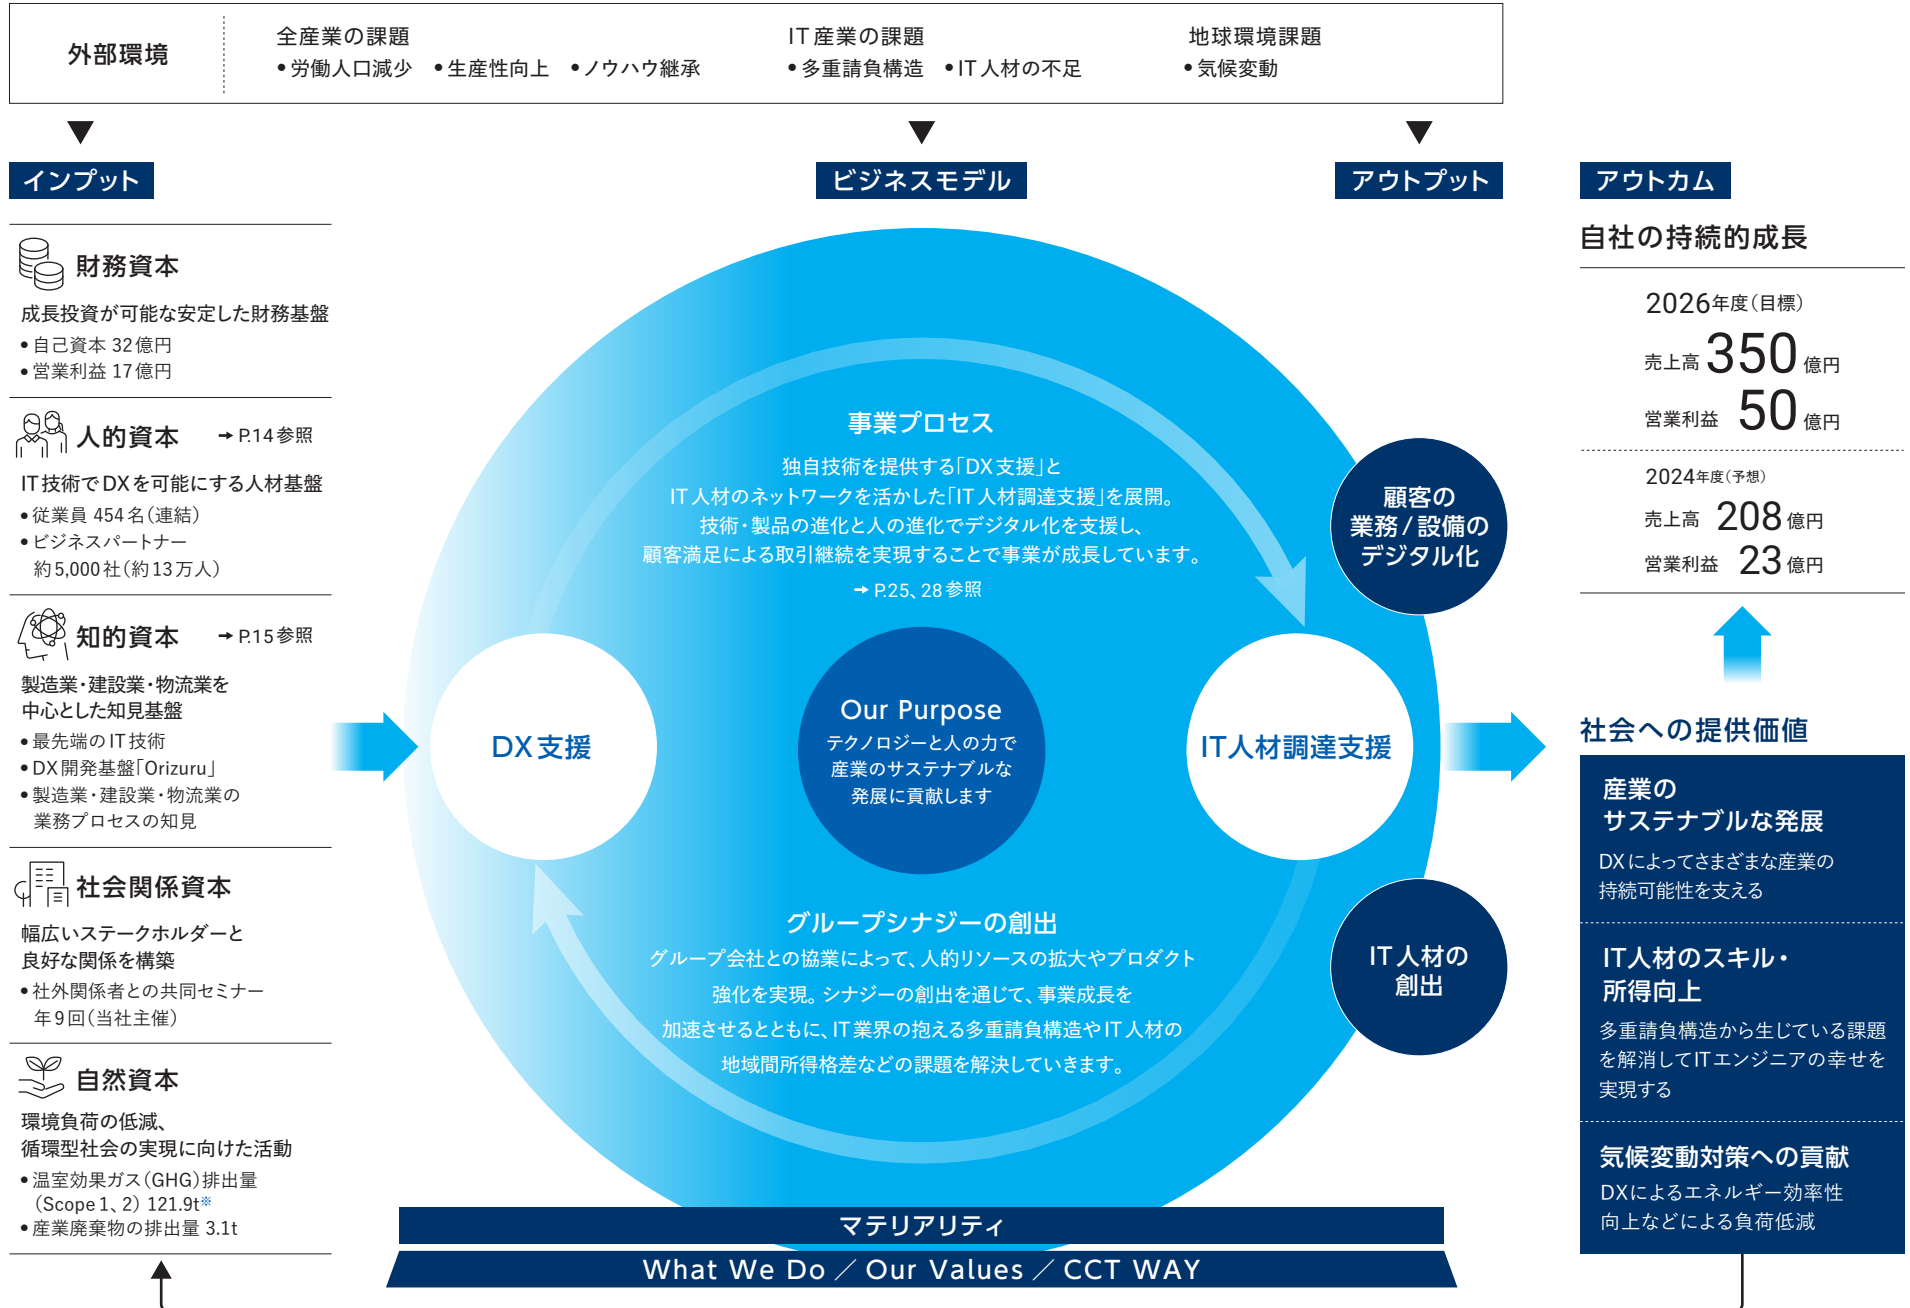 外部環境
全産業の課題
●労働人口減少 ●生産性向上 ●ノウハウ継承
IT産業の課題
●多重請負構造 ●IT人材の不足
地球環境課題
●気候変動
インプット
財務資本
成長投資が可能な安定した財務基盤
●自己資本 32億円
●営業利益 17億円
人的資本 →P.14参照
IT技術でDXを可能にする人材基盤
●従業員 454名(連結)
●ビジネスパートナー
約5,000社(約13万人)
知的資本 →P.15参照
製造業・建設業・物流業を
中心とした知見基盤
●最先端のIT技術
●DX開発基盤「Orizuru」
●製造業・建設業・物流業の
業務プロセスの知見
社会関係資本
幅広いステークホルダーと
良好な関係を構築
●社外関係者との共同セミナー
年9回(当社主催)
自然資本
環境負荷の低減、
循環型社会の実現に向けた活動
●温室効果ガス(GHG)排出量
(Scope 1、2) 121.9t※
●産業廃棄物の排出量 3.1t
ビジネスモデル
事業プロセス
独自技術を提供する「DX支援」と
IT人材のネットワークを活かした「IT人材調達支援」を展開。
技術・製品の進化と人の進化でデジタル化を支援し、
顧客満足による取引継続を実現することで事業が成長しています。
→P.25、28参照
DX支援
Our Purpose
テクノロジーと人の力で
産業のサステナブルな
発展に貢献します
IT人材調達支援
グループシナジーの創出
グループ会社との協業によって、人的リソースの拡大やプロダクト
強化を実現。シナジーの創出を通じて、事業成長を
加速させるとともに、IT業界の抱える多重請負構造やIT人材の
地域間所得格差などの課題を解決していきます。
マテリアリティ
What We Do / Our Values / CCT WAY
アウトプット
顧客の
業務/設備の
デジタル化
IT人材の
創出
アウトカム
自社の持続的成長
2026年度(目標)
売上高 350億円
営業利益 50億円
2024年度(予想)
売上高 208億円
営業利益 23億円
社会への提供価値
産業の
サステナブルな発展
DXによってさまざまな産業の
持続可能性を支える
IT人材のスキル・
所得向上
多重請負構造から生じている課題
を解消してITエンジニアの幸せを
実現する
気候変動対策への貢献
DXによるエネルギー効率性
向上などによる負荷低減